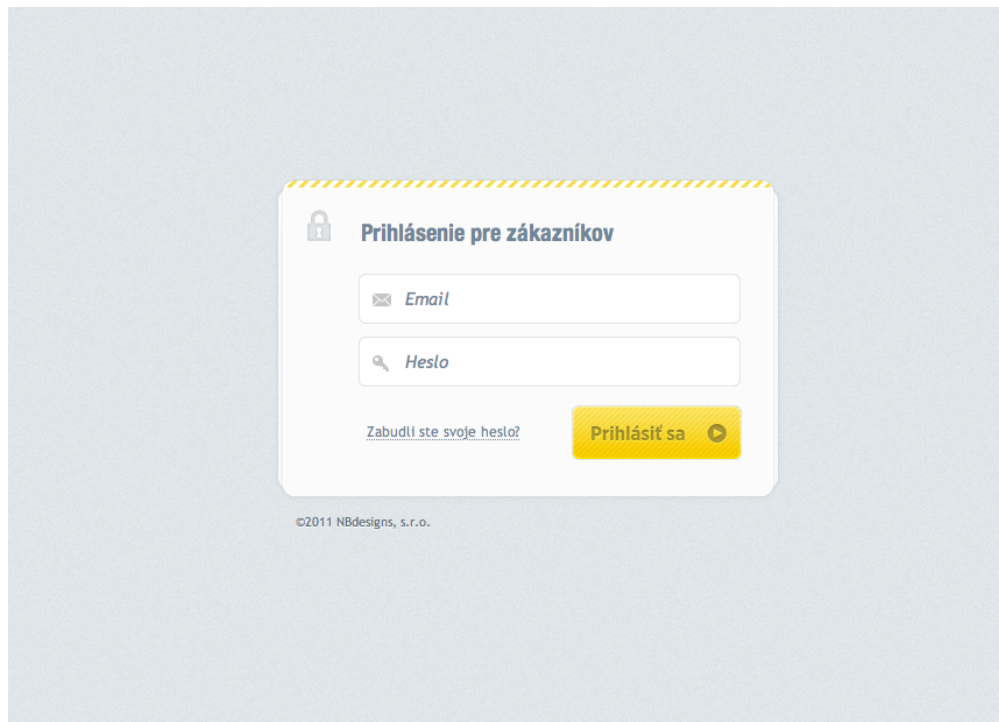 Prihlásenie pre zákazníkov
Email
Heslo
Zabudli ste svoje heslo?
Prihlásiť sa
©2011 NBdesigns, s.r.o.